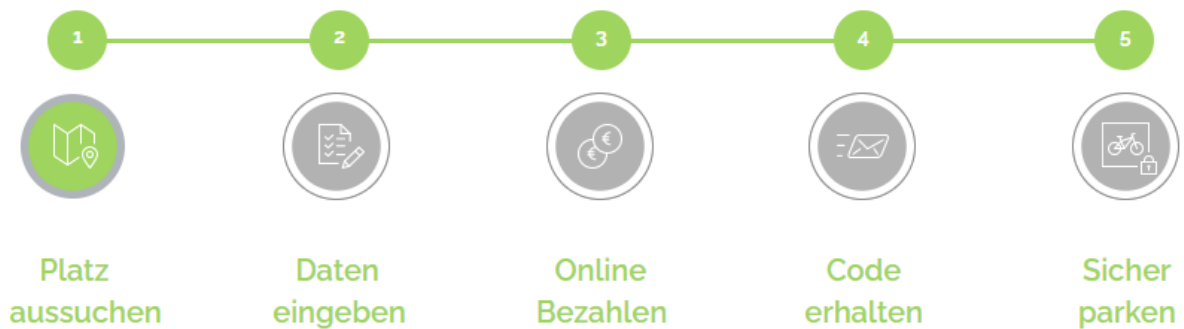 1 2 3 4 5
€ €
Platz Daten Online Code Sicher
aussuchen eingeben Bezahlen erhalten parken